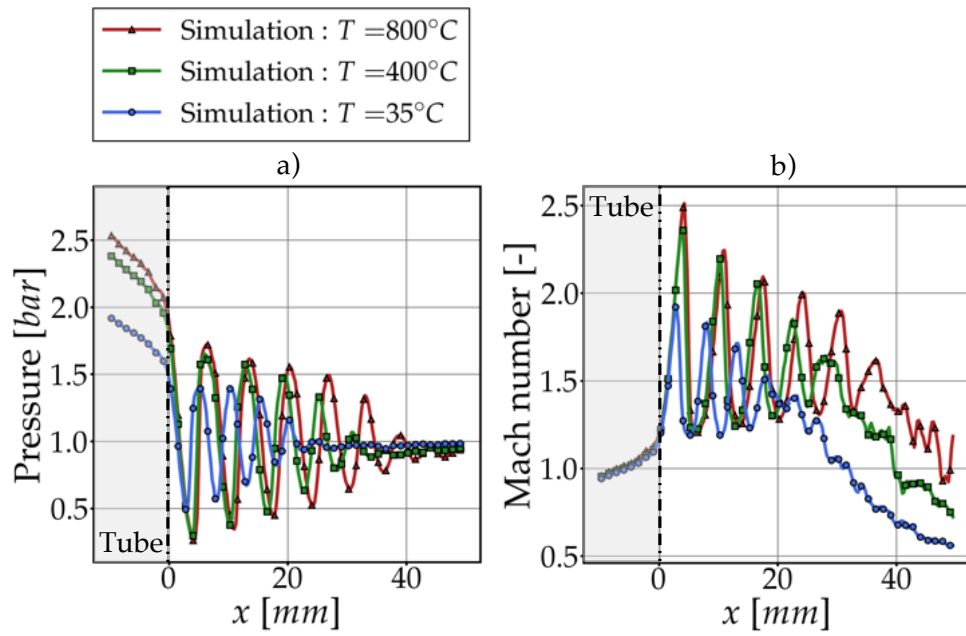 Simulation : T =800°C
Simulation : T =400°C
Simulation : T =35°C
a)
b)
Pressure [bar]
2.5
2.0
1.5
1.0
0.5
Tube
0
20
40
x [mm]
Mach number [-]
2.5
2.0
1.5
1.0
0.5
Tube
0
20
40
x [mm]